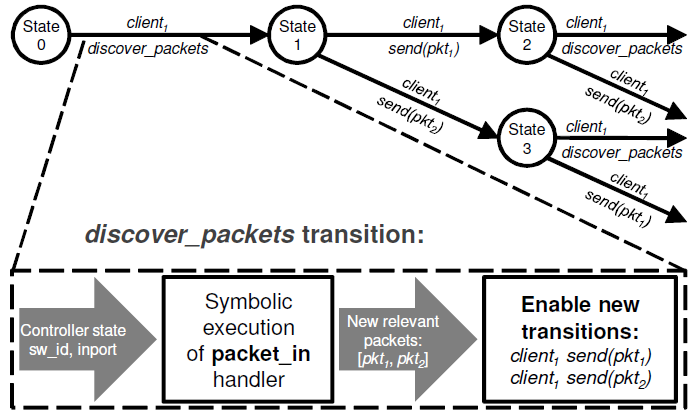 State
0
client₁
discover_packets
State
1
client₁
send(pkt₁)
State
2
client₁
discover_packets
client₁
send(pkt₂)
client₁
send(pkt₂)
State
3
client₁
discover_packets
client₁
send(pkt₁)
discover_packets transition:
Controller state
sw_id, inport
Symbolic
execution
of packet_in
handler
New relevant
packets:
[pkt₁, pkt₂]
Enable new
transitions:
client₁ send(pkt₁)
client₁ send(pkt₂)